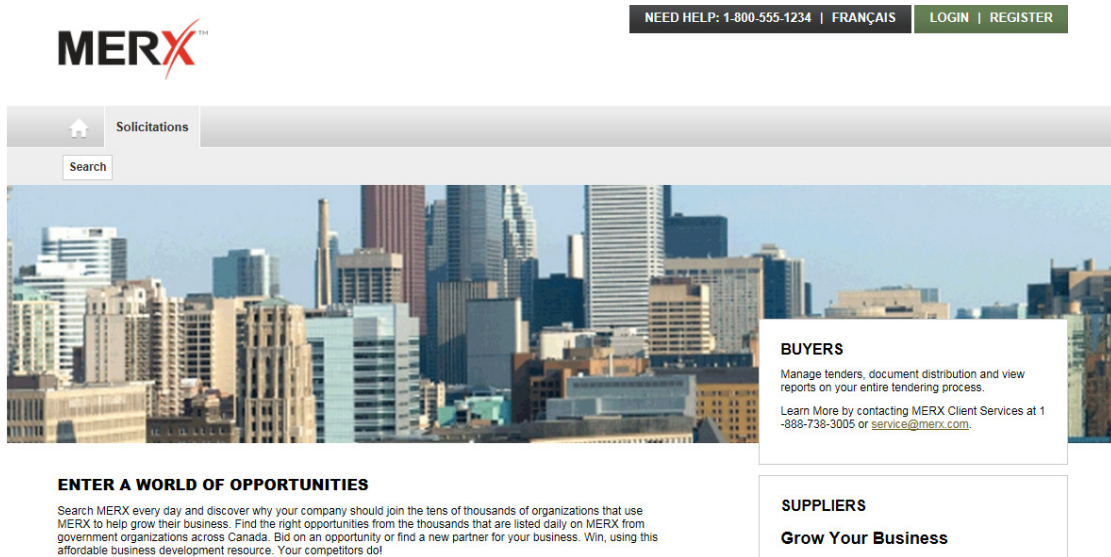 NEED HELP: 1-800-555-1234 | FRANÇAIS
LOGIN | REGISTER
MERX™
Solicitations
Search
BUYERS
Manage tenders, document distribution and view
reports on your entire tendering process.
Learn More by contacting MERX Client Services at 1
-888-738-3005 or service@merx.com.
ENTER A WORLD OF OPPORTUNITIES
Search MERX every day and discover why your company should join the tens of thousands of organizations that use
MERX to help grow their business. Find the right opportunities from the thousands that are listed daily on MERX from
government organizations across Canada. Bid on an opportunity or find a new partner for your business. Win, using this
affordable business development resource. Your competitors do!
SUPPLIERS
Grow Your Business